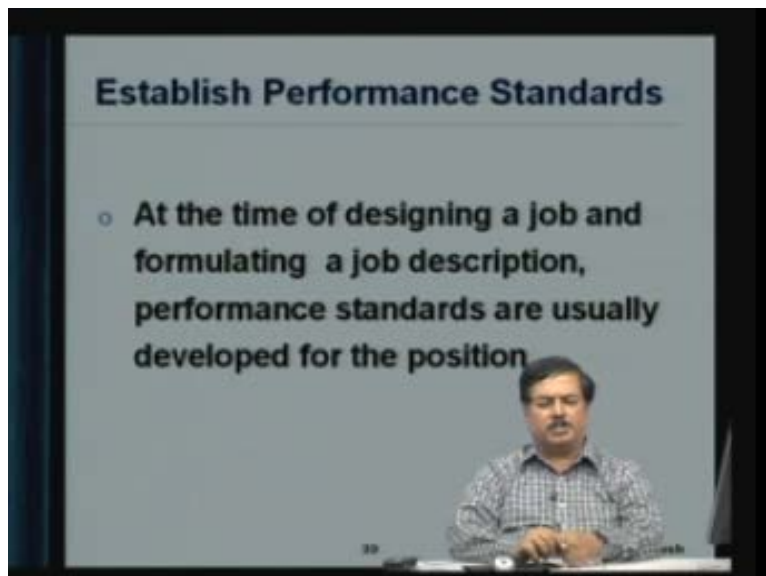 Establish Performance Standards
At the time of designing a job and
formulating a job description,
performance standards are usually
developed for the position
39